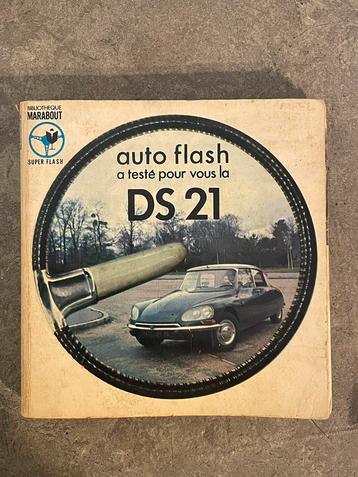 BIBLIOTHEQUE
MARABOUT
SUPER FLASH
auto flash
a testé pour vous la
DS 21